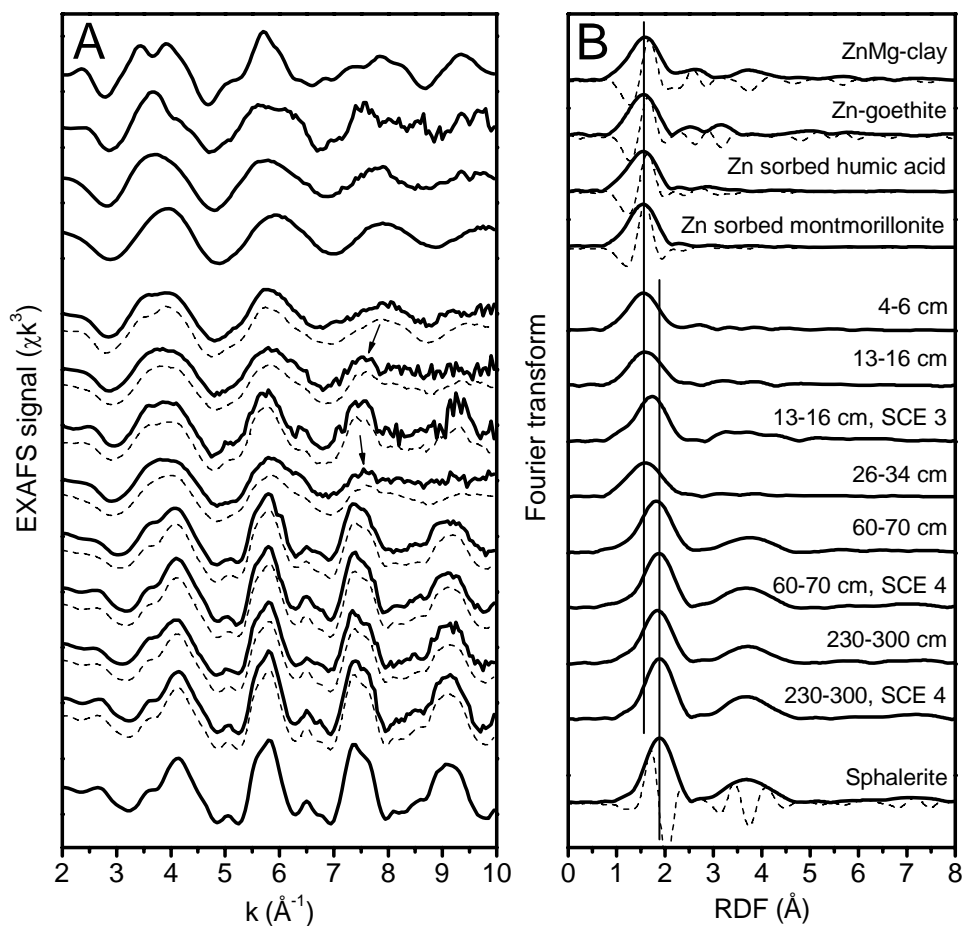 A
EXAFS signal (χk³)
2 3 4 5 6 7 8 9 10
k (Å⁻¹)
B
Fourier transform
ZnMg-clay
Zn-goethite
Zn sorbed humic acid
Zn sorbed montmorillonite
4-6 cm
13-16 cm
13-16 cm, SCE 3
26-34 cm
60-70 cm
60-70 cm, SCE 4
230-300 cm
230-300, SCE 4
Sphalerite
0 1 2 3 4 5 6 7 8
RDF (Å)